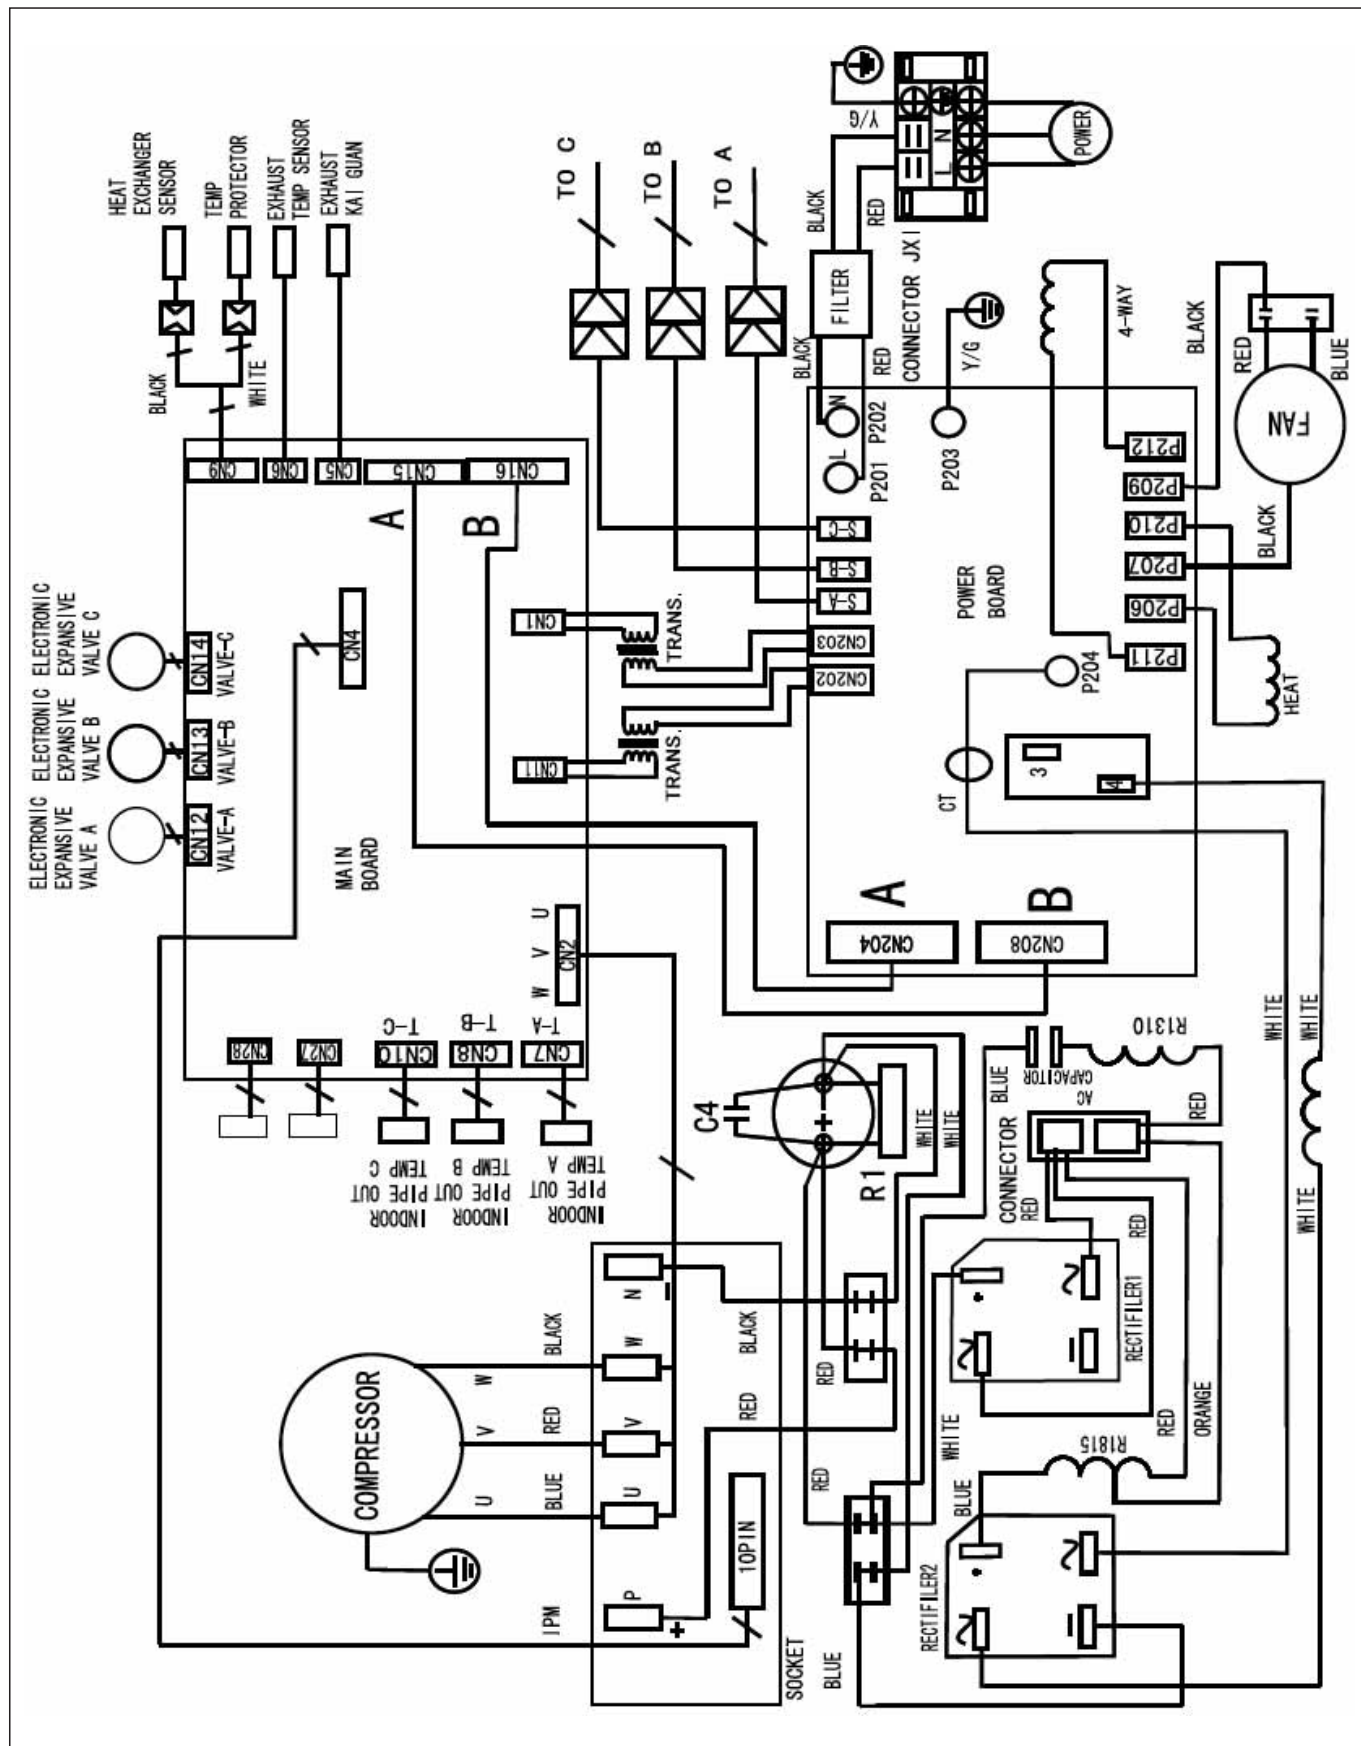 HEAT
EXCHANGER
SENSOR
TEMP
PROTECTOR
EXHAUST
TEMP SENSOR
EXHAUST
KAI GUAN
BLACK
WHITE
CN9
CN6
CN5
CN15
CN16
A
B
ELECTRONIC
EXPANSIVE
VALVE C
ELECTRONIC
EXPANSIVE
VALVE B
ELECTRONIC
EXPANSIVE
VALVE A
CN14
VALVE-C
CN13
VALVE-B
CN12
VALVE-A
CN4
MAIN
BOARD
CN1
TRANS.
CN11
TRANS.
W V U
CN2
CN28
CN27
CN10
T-C
CN8
T-B
CN7
T-A
INDOOR
PIPE OUT
TEMP C
INDOOR
PIPE OUT
TEMP B
INDOOR
PIPE OUT
TEMP A
TO C
TO B
TO A
Y/G
L N
POWER
BLACK
RED
FILTER
CONNECTOR JX1
BLACK
RED
N
P202
L
P201
P203
Y/G
4-WAY
S-C
S-B
S-A
CN203
CN202
POWER
BOARD
P212
P209
P210
P207
P206
P211
P204
BLACK
RED
BLUE
FAN
BLACK
HEAT
CT
3
4
A
CN204
B
CN208
WHITE
WHITE
WHITE
C4
+
R1
WHITE
WHITE
BLUE
CAPACITOR
AC
R1310
RED
CONNECTOR
RED
RED
RECTIFILER1
RED
ORANGE
R1815
WHITE
BLUE
RECTIFILER2
COMPRESSOR
W
V
U
BLACK
RED
BLUE
N
-
W
V
U
P
+
IPM
10PIN
SOCKET
BLACK
RED
RED
RED
BLUE